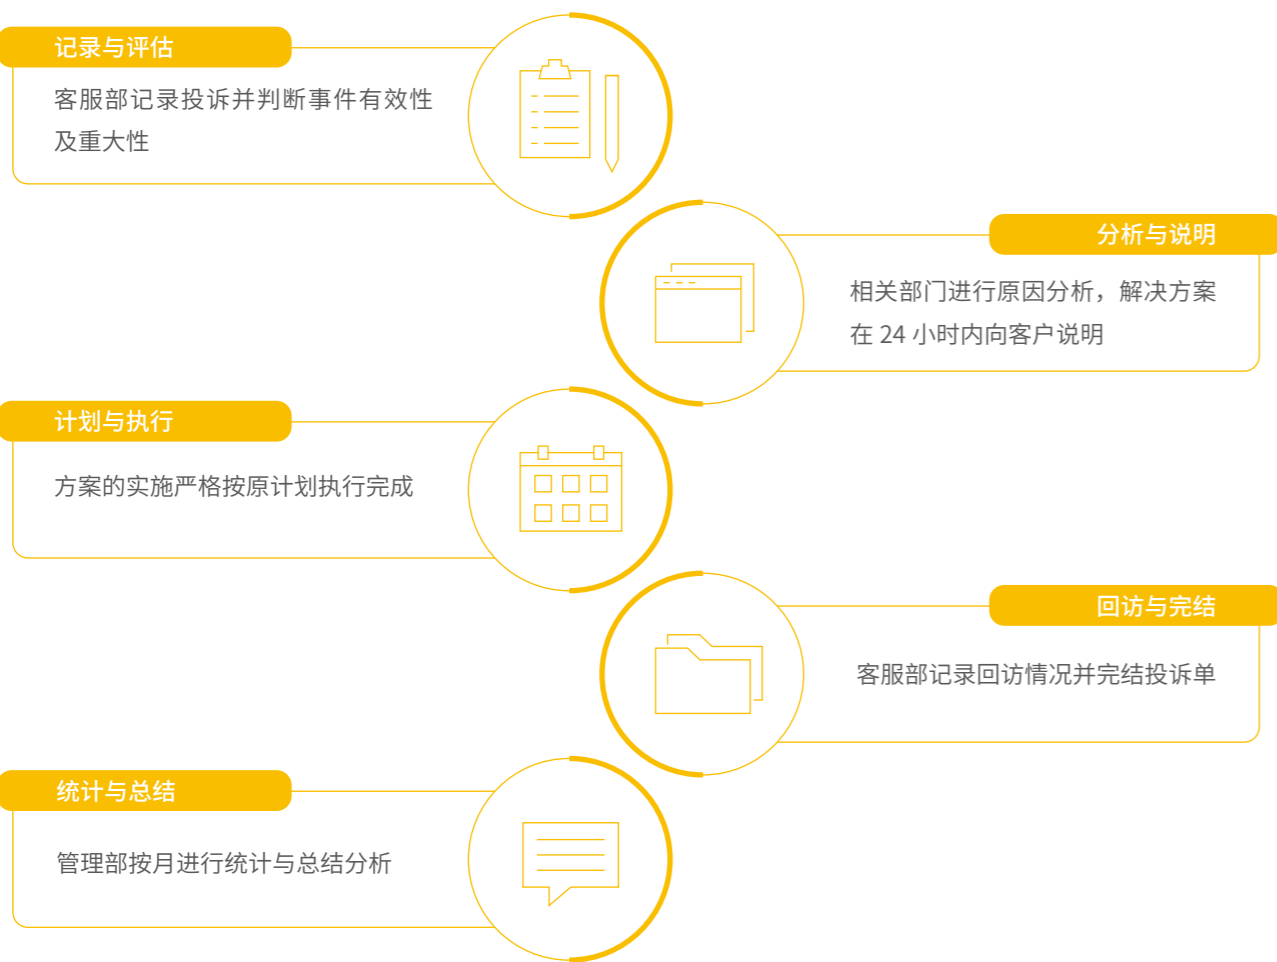 记录与评估
客服部记录投诉并判断事件有效性
及重大性
分析与说明
相关部门进行原因分析，解决方案
在 24 小时内向客户说明
计划与执行
方案的实施严格按原计划执行完成
回访与完结
客服部记录回访情况并完结投诉单
统计与总结
管理部按月进行统计与总结分析